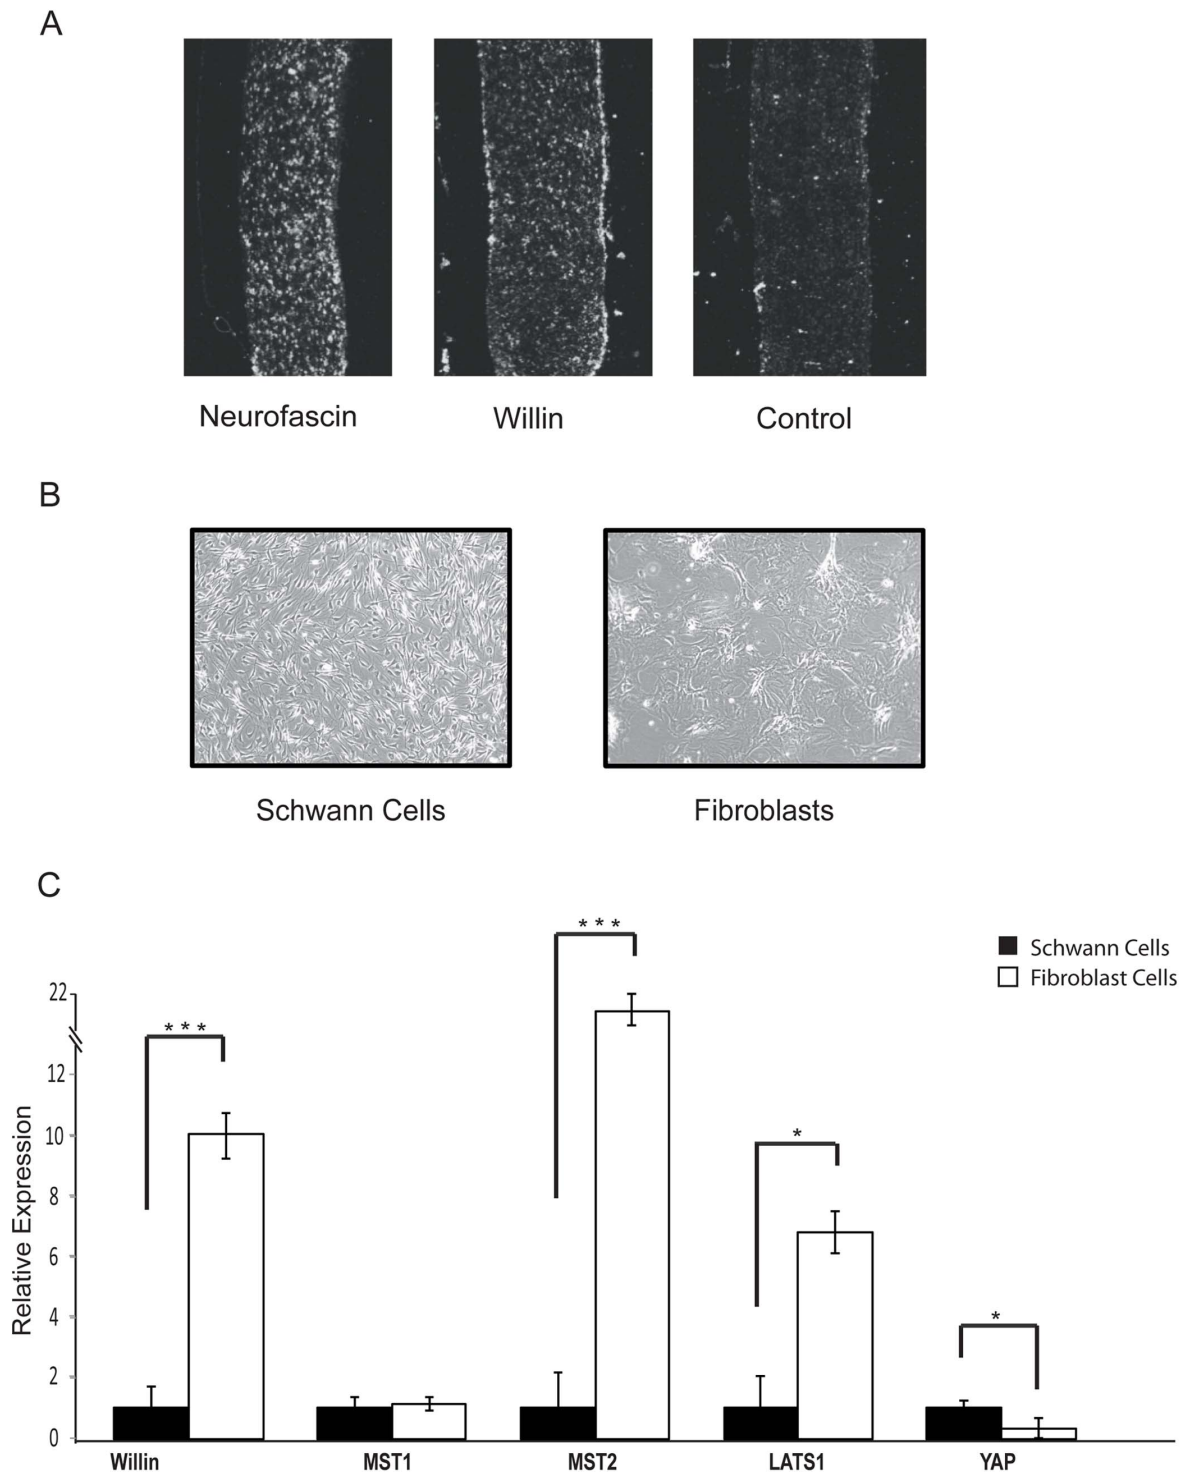 A
Neurofascin
Willin
Control
B
Schwann Cells
Fibroblasts
C
* * *
Schwann Cells
Fibroblast Cells
22
* * *
12
10
*
8
6
4
*
2
0
Relative Expression
Willin
MST1
MST2
LATS1
YAP